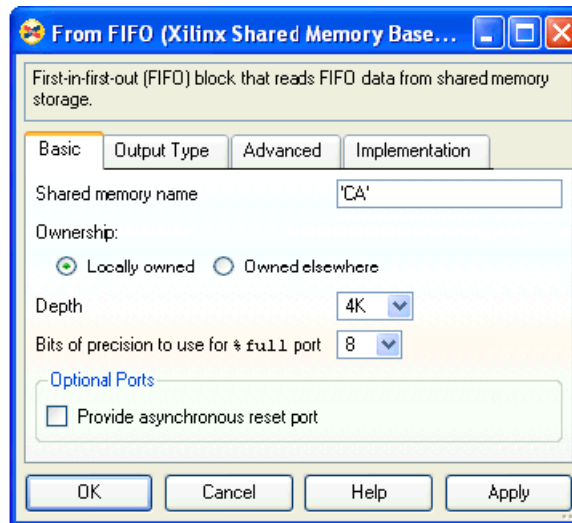 From FIFO (Xilinx Shared Memory Base...
First-in-first-out (FIFO) block that reads FIFO data from shared memory
storage.
Basic Output Type Advanced Implementation
Shared memory name 'CA'
Ownership:
Locally owned Owned elsewhere
Depth 4K
Bits of precision to use for % full port 8
Optional Ports
Provide asynchronous reset port
OK Cancel Help Apply